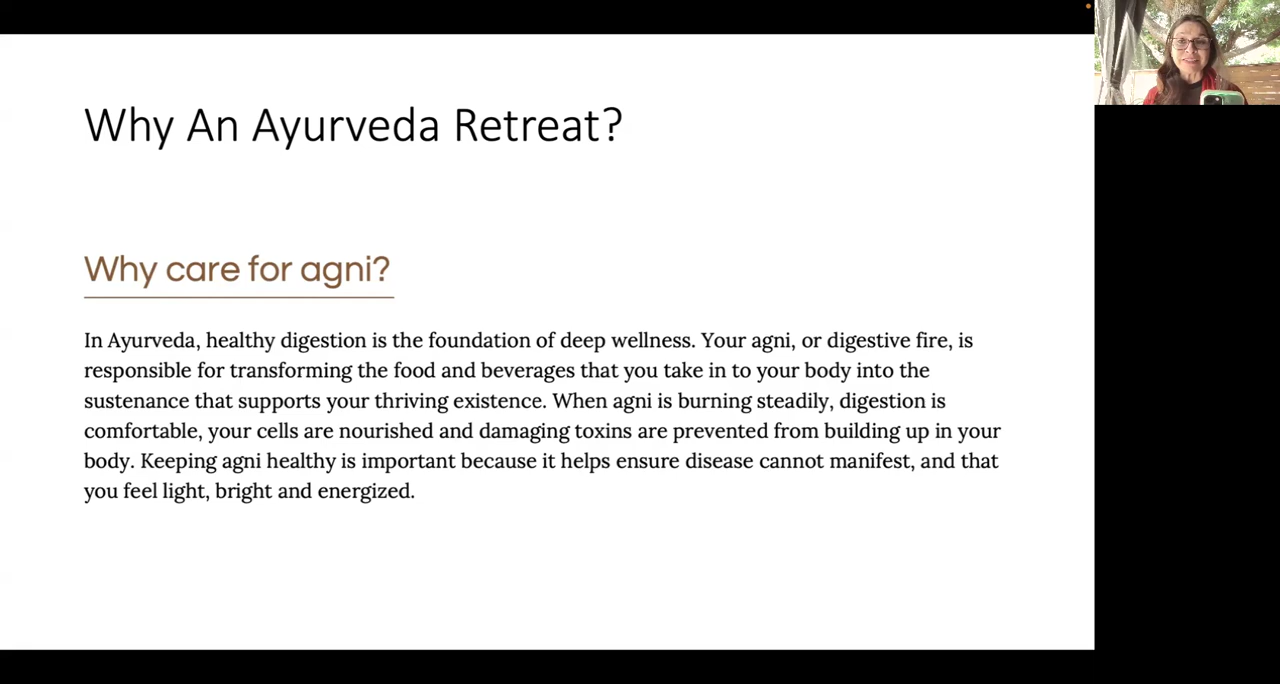 Why An Ayurveda Retreat?
Why care for agni?
In Ayurveda, healthy digestion is the foundation of deep wellness. Your agni, or digestive fire, is
responsible for transforming the food and beverages that you take in to your body into the
sustenance that supports your thriving existence. When agni is burning steadily, digestion is
comfortable, your cells are nourished and damaging toxins are prevented from building up in your
body. Keeping agni healthy is important because it helps ensure disease cannot manifest, and that
you feel light, bright and energized.